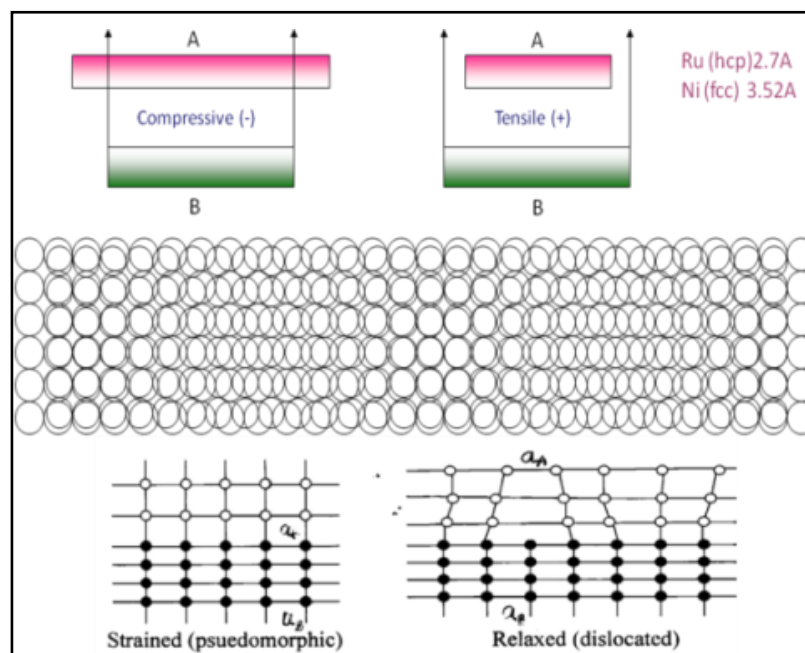 A
A
Ru (hcp)2.7A
Ni (fcc) 3.52A
Compressive (-)
Tensile (+)
B
B
Strained (psuedomorphic)
Relaxed (dislocated)